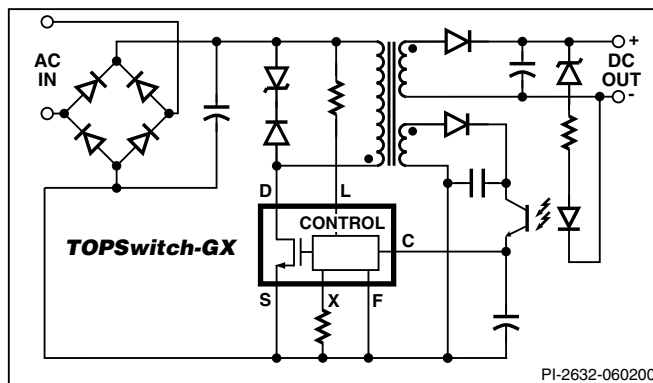 AC
IN
+
DC
OUT
-
D
L
CONTROL
C
TOPSwitch-GX
S
X
F
PI-2632-060200